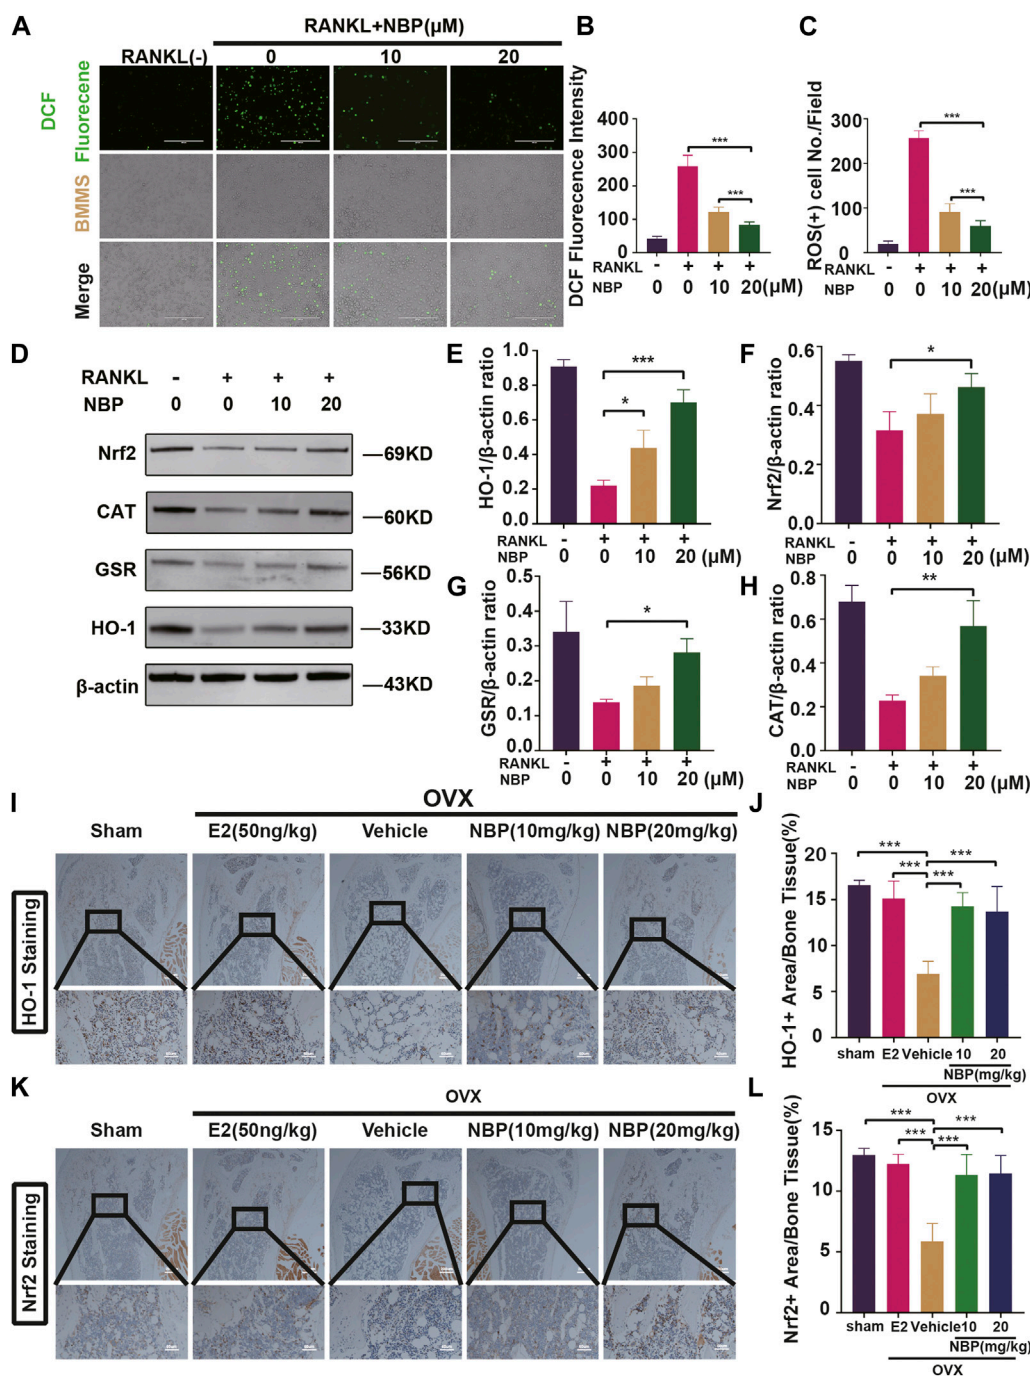 A
RANKL+NBP(μM)
RANKL(-) 0 10 20
DCF
Fluorecene
BMMS
Merge
B
DCF Fluorecence Intensity
400
300
200
100
0
***
***
RANKL - + + +
NBP 0 0 10 20(μM)
C
ROS(+) cell No./Field
300
200
100
0
***
***
RANKL - + + +
NBP 0 0 10 20(μM)
D
RANKL - + + +
NBP 0 0 10 20
Nrf2 —69KD
CAT —60KD
GSR —56KD
HO-1 —33KD
β-actin —43KD
E
HO-1/β-actin ratio
1.0
0.8
0.6
0.4
0.2
0.0
***
*
RANKL - + + +
NBP 0 0 10 20 (μM)
F
Nrf2/β-actin ratio
0.6
0.4
0.2
0.0
*
RANKL - + + +
NBP 0 0 10 20 (μM)
G
GSR/β-actin ratio
0.4
0.3
0.2
0.1
0.0
*
RANKL - + + +
NBP 0 0 10 20 (μM)
H
CAT/β-actin ratio
0.8
0.6
0.4
0.2
0.0
**
RANKL - + + +
NBP 0 0 10 20 (μM)
I
OVX
Sham E2(50ng/kg) Vehicle NBP(10mg/kg) NBP(20mg/kg)
HO-1 Staining
J
HO-1+ Area/Bone Tissue(%)
20
15
10
5
0
***
***
***
***
sham E2 Vehicle 10 20
NBP(mg/kg)
OVX
K
OVX
Sham E2(50ng/kg) Vehicle NBP(10mg/kg) NBP(20mg/kg)
Nrf2 Staining
L
Nrf2+ Area/Bone Tissue(%)
15
10
5
0
***
***
***
***
sham E2 Vehicle10 20
NBP(mg/kg)
OVX